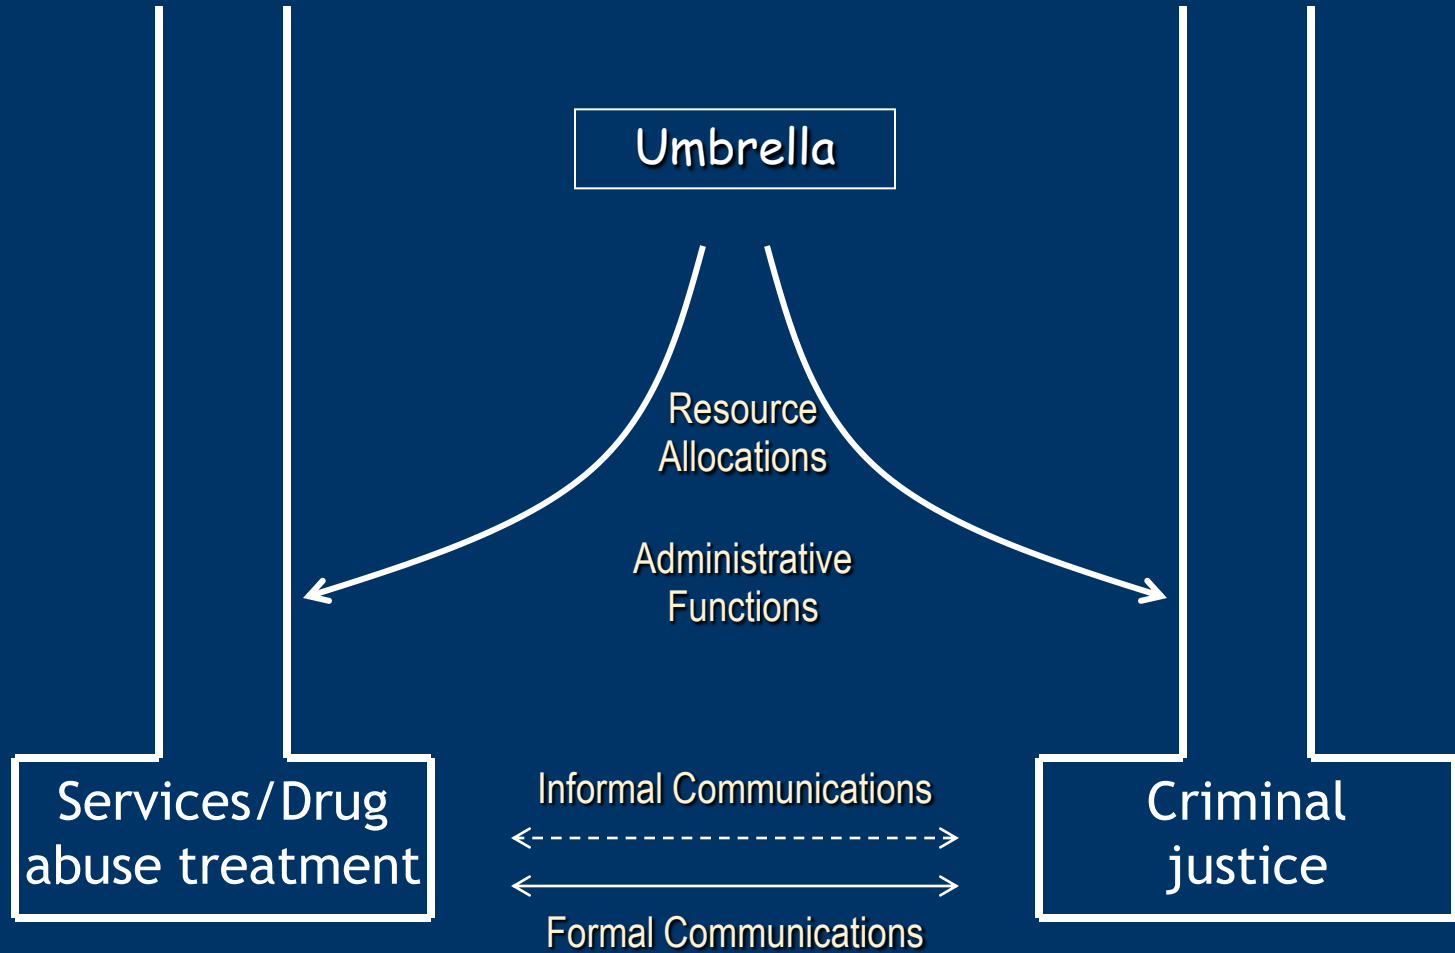 Umbrella
Resource
Allocations
Administrative
Functions
Services/Drug
abuse treatment
Informal Communications
Formal Communications
Criminal
justice